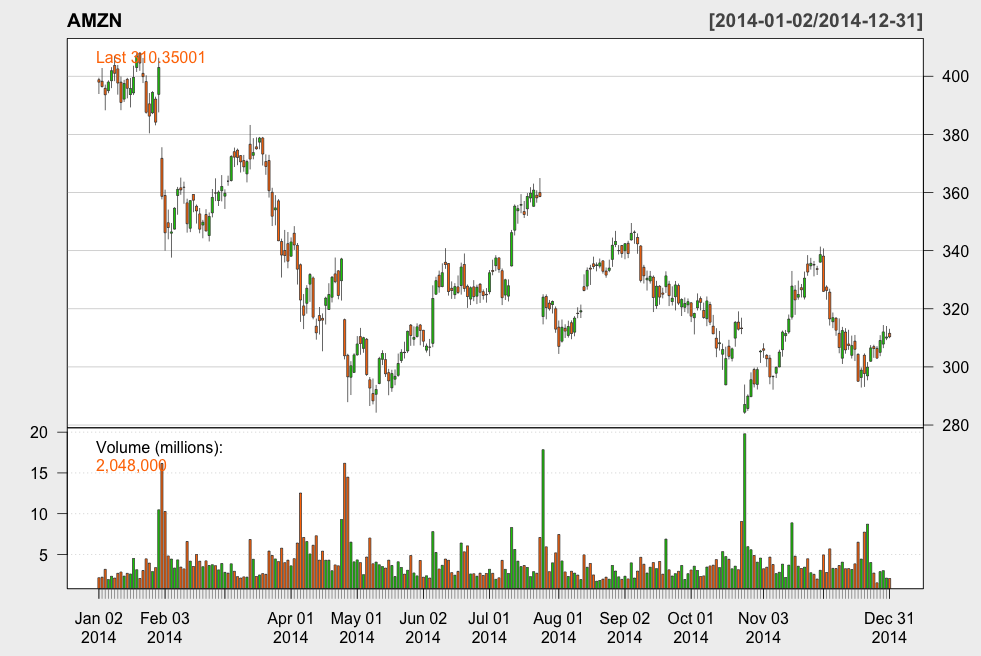 AMZN [2014-01-02/2014-12-31]
Last 310.35001
400
380
360
340
320
300
280
20
15
10
5
Volume (millions):
2,048,000
Jan 02 Feb 03 Apr 01 May 01 Jun 02 Jul 01 Aug 01 Sep 02 Oct 01 Nov 03 Dec 31
2014 2014 2014 2014 2014 2014 2014 2014 2014 2014 2014